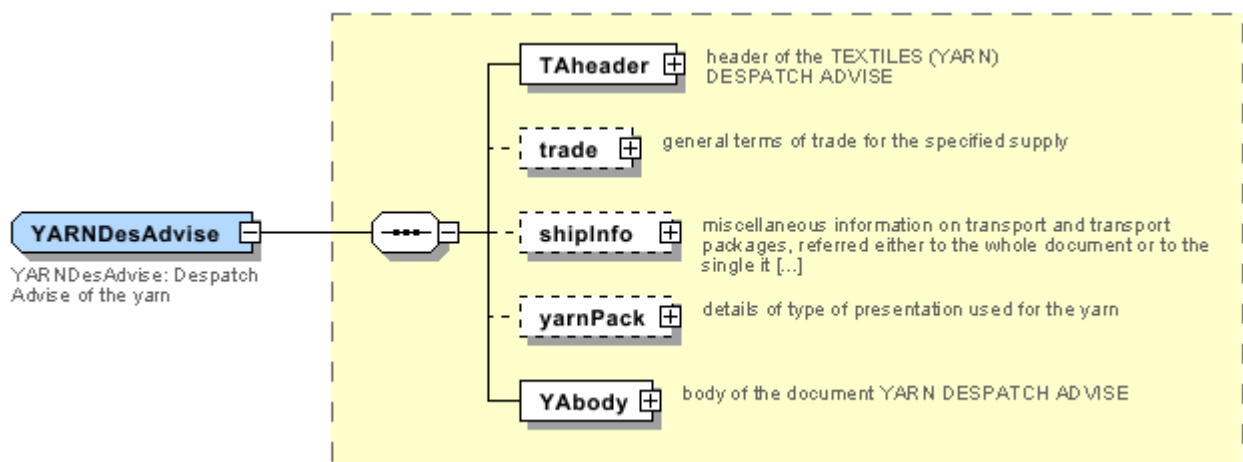 TAheader
header of the TEXTILES (YARN)
DESPATCH ADVISE
trade
general terms of trade for the specified supply
YARNDesAdvise
YARNDesAdvise: Despatch
Advise of the yarn
shipInfo
miscellaneous information on transport and transport
packages, referred either to the whole document or to the
single it [...]
yarnPack
details of type of presentation used for the yarn
YAbody
body of the document YARN DESPATCH ADVISE